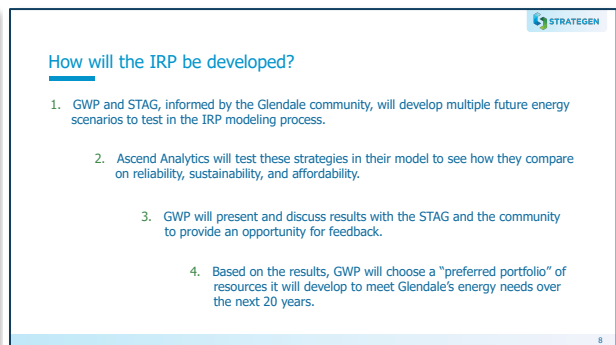 STRATEGEN
How will the IRP be developed?
1. GWP and STAG, informed by the Glendale community, will develop multiple future energy
scenarios to test in the IRP modeling process.
2. Ascend Analytics will test these strategies in their model to see how they compare
on reliability, sustainability, and affordability.
3. GWP will present and discuss results with the STAG and the community
to provide an opportunity for feedback.
4. Based on the results, GWP will choose a “preferred portfolio” of
resources it will develop to meet Glendale’s energy needs over
the next 20 years.
8